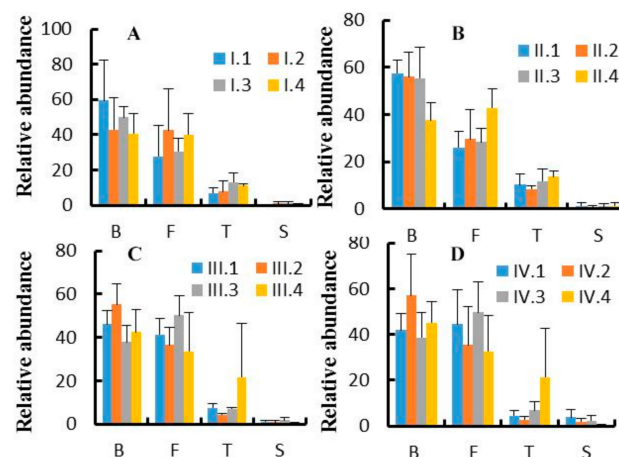 A
B
Relative abundance
100
80
60
40
20
0
I.1 I.2
I.3 I.4
B F T S
Relative abundance
80
60
40
20
0
II.1 II.2
II.3 II.4
B F T S
C
D
Relative abundance
80
60
40
20
0
III.1 III.2
III.3 III.4
B F T S
Relative abundance
80
60
40
20
0
IV.1 IV.2
IV.3 IV.4
B F T S